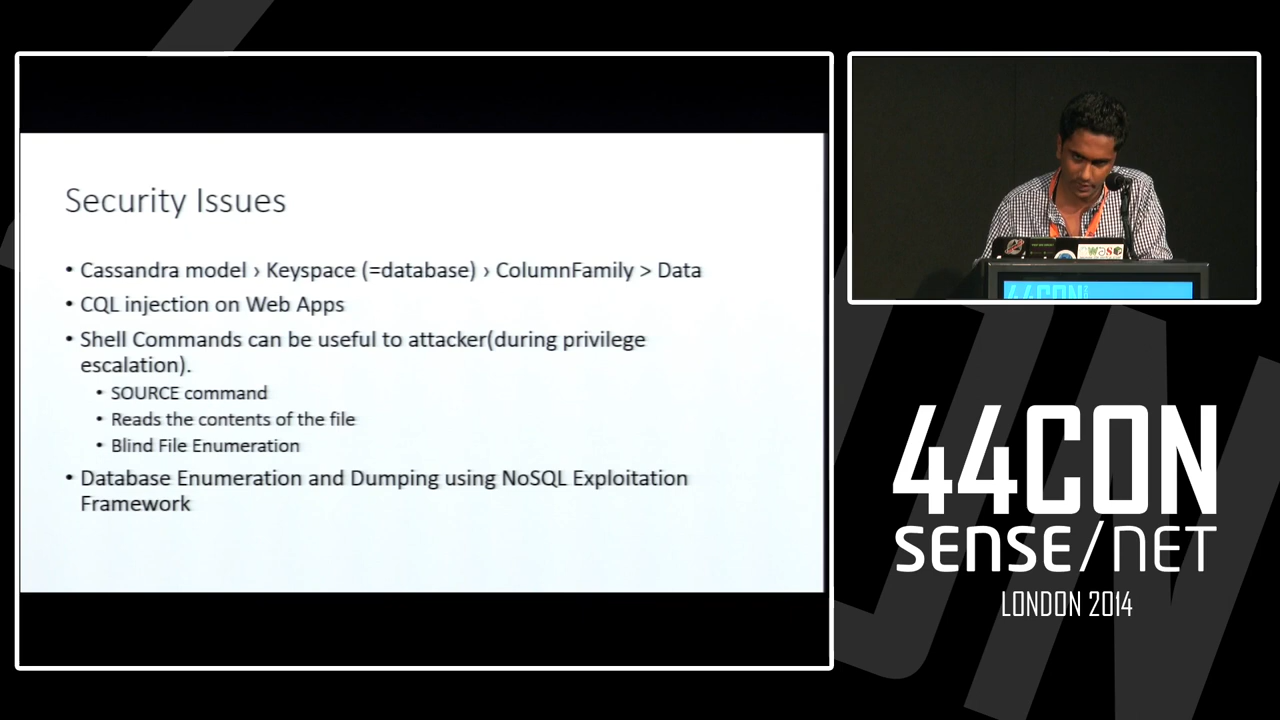 Security Issues
• Cassandra model › Keyspace (=database) › ColumnFamily > Data
• CQL injection on Web Apps
• Shell Commands can be useful to attacker(during privilege
escalation).
• SOURCE command
• Reads the contents of the file
• Blind File Enumeration
• Database Enumeration and Dumping using NoSQL Exploitation
Framework
44CON
44CON
SENSE/NET
LONDON 2014